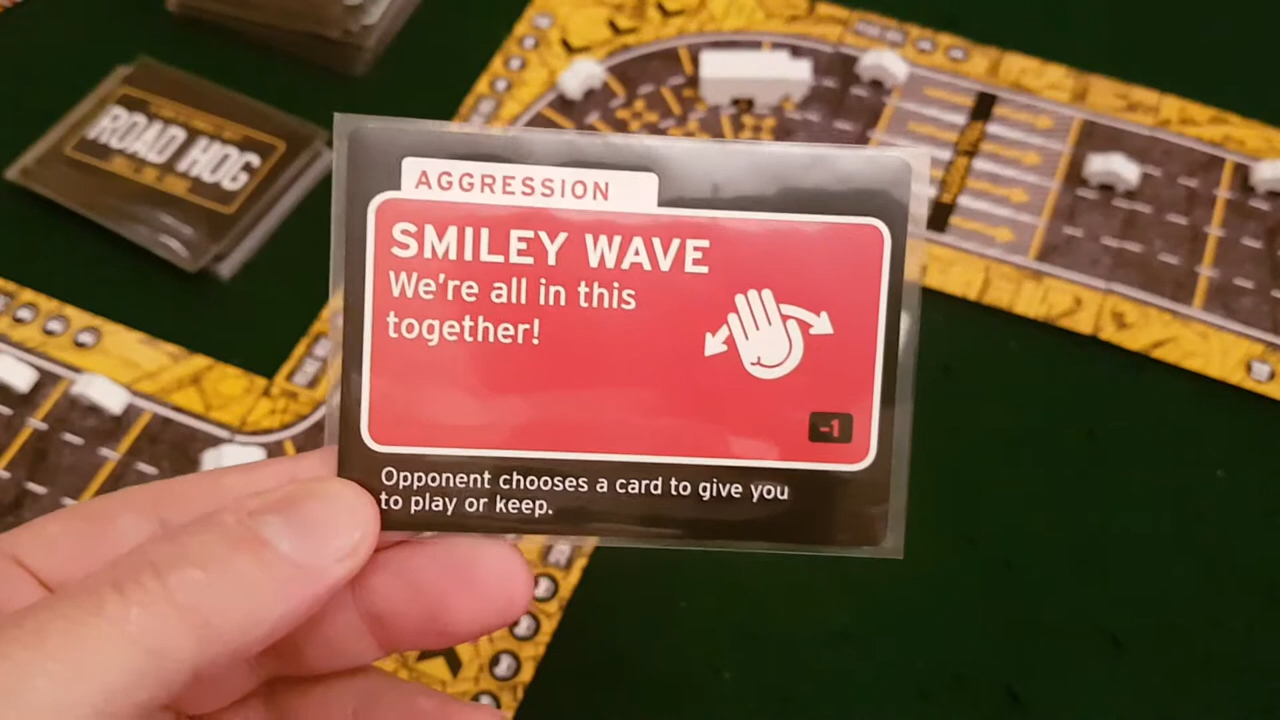 ROAD HOG
AGGRESSION
SMILEY WAVE
We're all in this
together!
-1
Opponent chooses a card to give you
to play or keep.